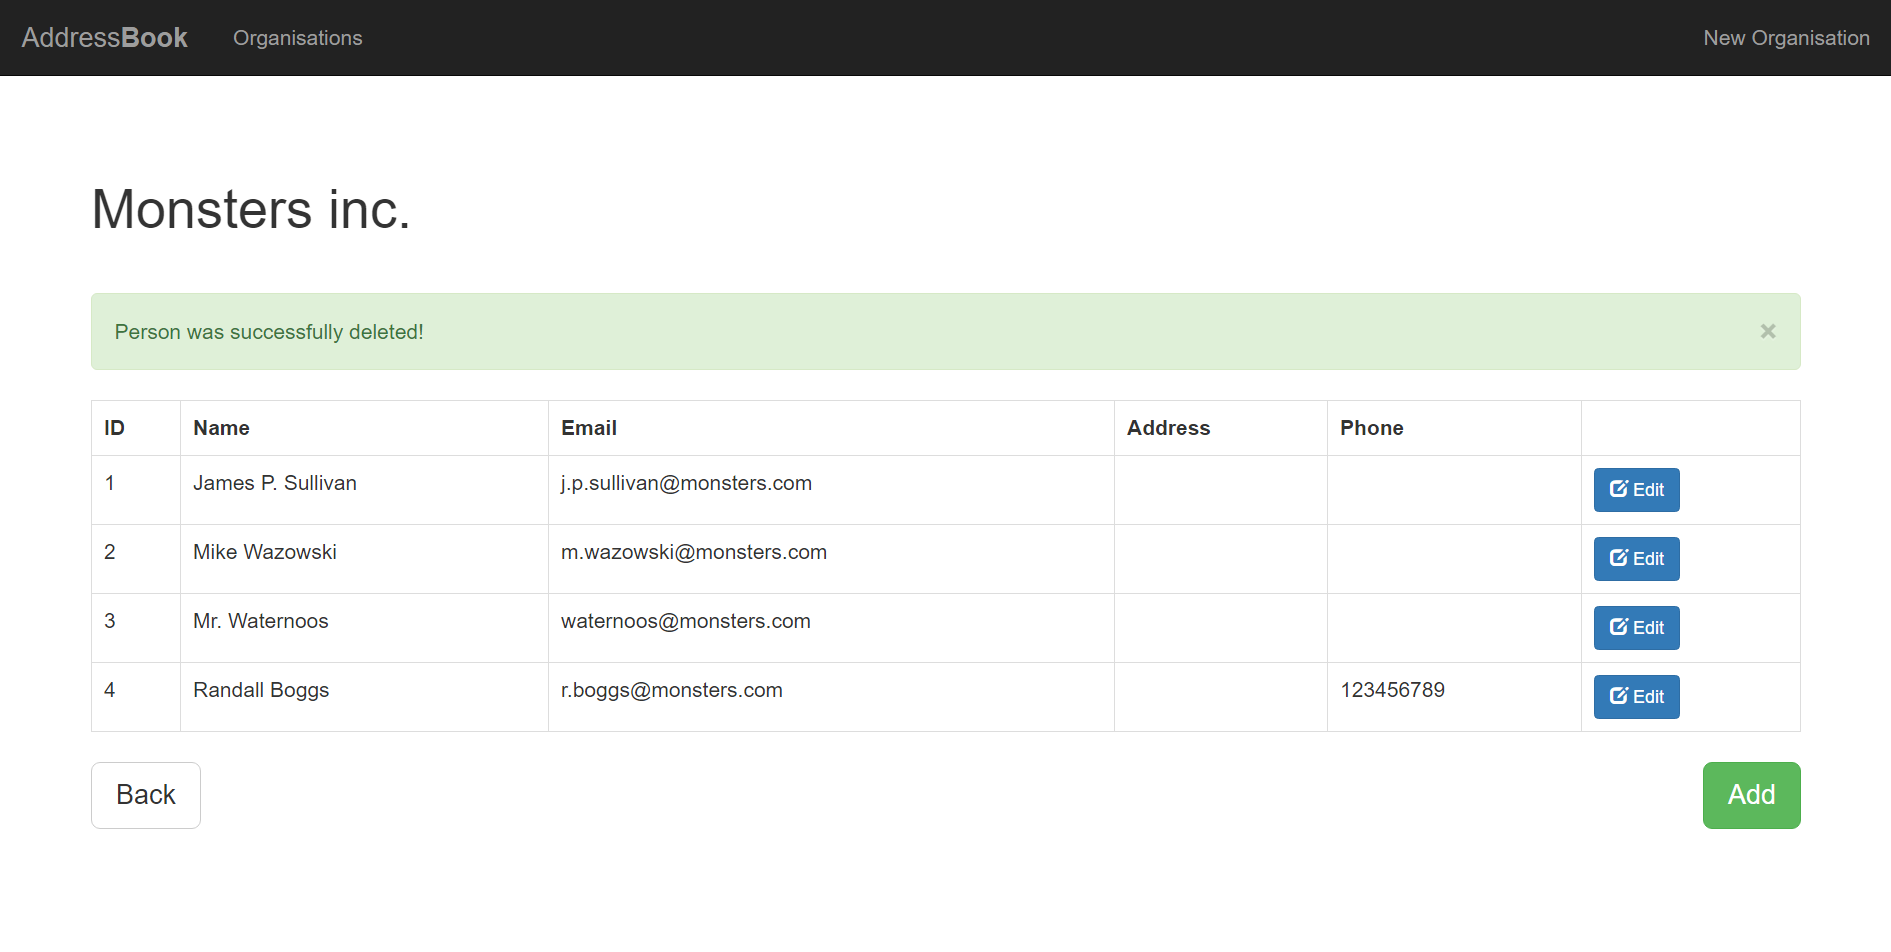 AddressBook Organisations New Organisation
Monsters inc.
Person was successfully deleted! ×
ID Name Email Address Phone
1 James P. Sullivan j.p.sullivan@monsters.com Edit
2 Mike Wazowski m.wazowski@monsters.com Edit
3 Mr. Waternoos waternoos@monsters.com Edit
4 Randall Boggs r.boggs@monsters.com 123456789 Edit
Back Add